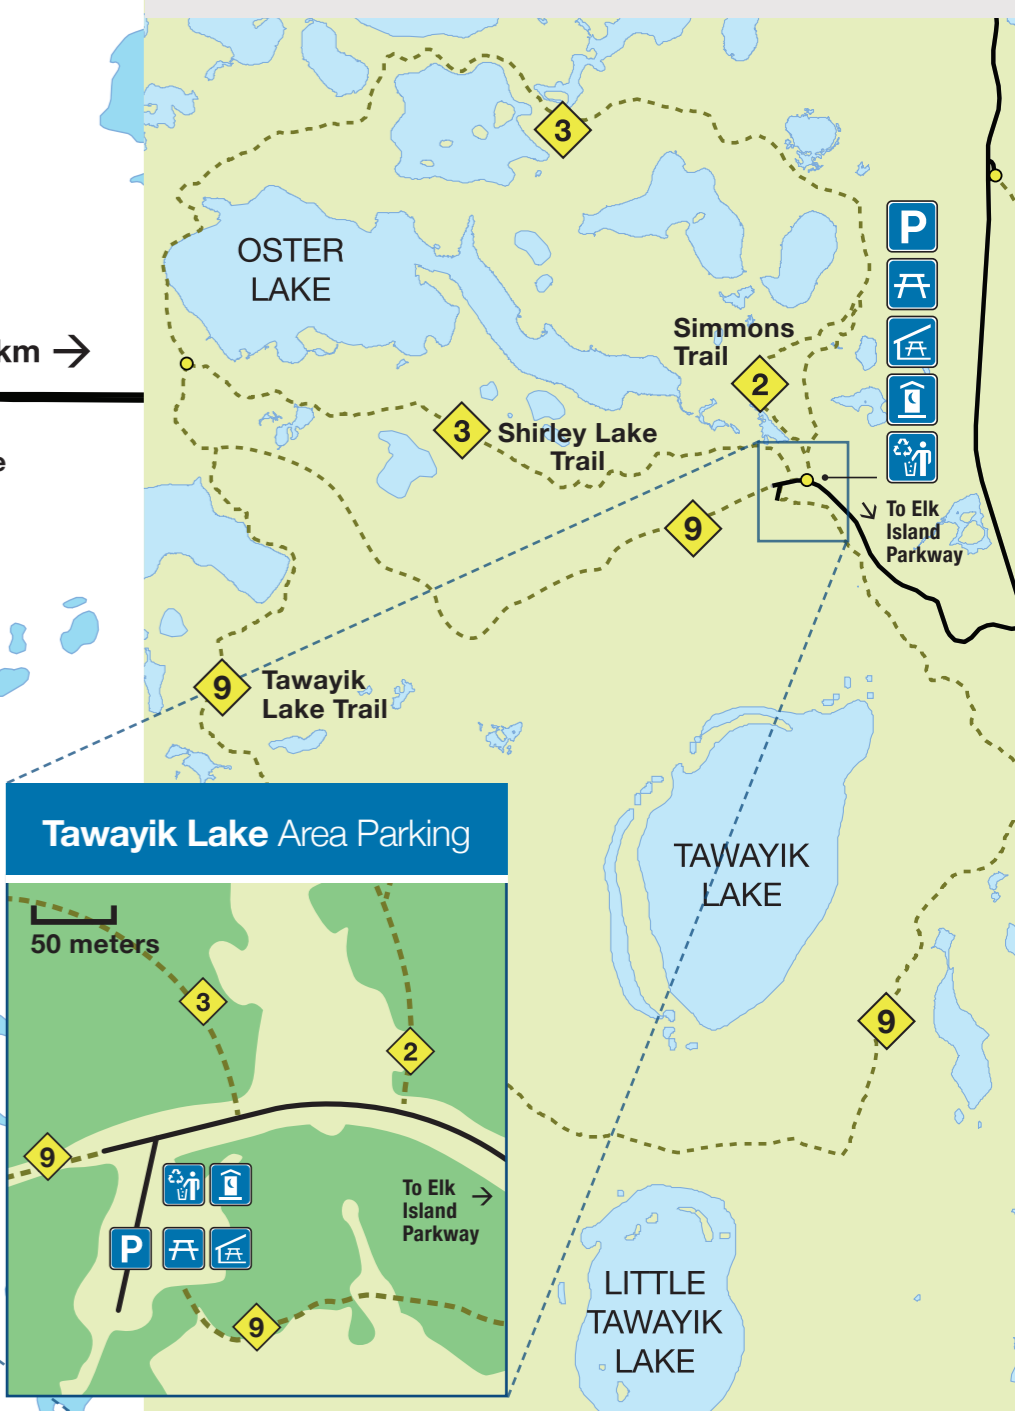 3
OSTER
LAKE
P
km
Simmons
Trail
2
3
Shirley Lake
Trail
9
To Elk
Island
Parkway
9
Tawayik
Lake Trail
Tawayik Lake Area Parking
TAWAYIK
LAKE
50 meters
3
2
9
9
To Elk
Island
Parkway
P
9
LITTLE
TAWAYIK
LAKE